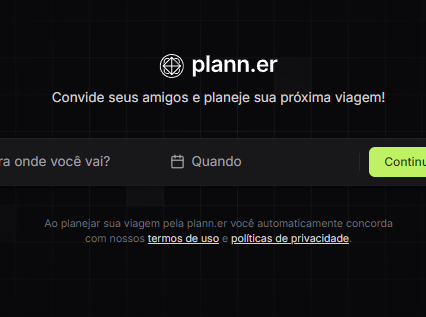 plann.er
Convide seus amigos e planeje sua próxima viagem!
ra onde você vai? Quando Continu
Ao planejar sua viagem pela plann.er você automaticamente concorda
com nossos termos de uso e políticas de privacidade.